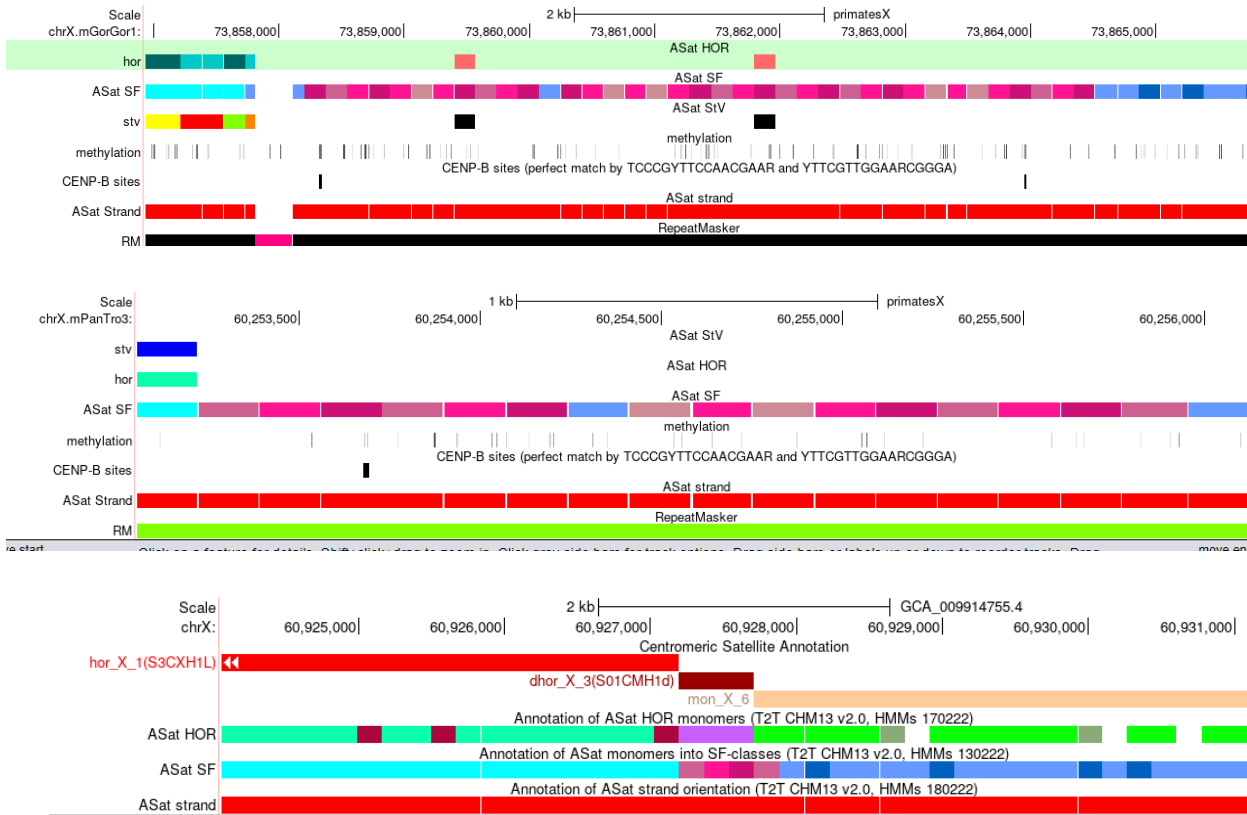 Scale 2 kb primatesX
chrX.mGorGor1: 73,858,000 73,859,000 73,860,000 73,861,000 73,862,000 73,863,000 73,864,000 73,865,000
ASat HOR
hor
ASat SF
ASat SF
ASat StV
stv
methylation
methylation
CENP-B sites (perfect match by TCCCGYTTCCAACGAAR and YTTCGTTGGAARCGGGA)
CENP-B sites
ASat strand
ASat Strand
RepeatMasker
RM
Scale 1 kb primatesX
chrX.mPanTro3: 60,253,500 60,254,000 60,254,500 60,255,000 60,255,500 60,256,000
ASat StV
stv
ASat HOR
hor
ASat SF
ASat SF
methylation
methylation
CENP-B sites (perfect match by TCCCGYTTCCAACGAAR and YTTCGTTGGAARCGGGA)
CENP-B sites
ASat strand
ASat Strand
RepeatMasker
RM
Scale 2 kb GCA_009914755.4
chrX: 60,925,000 60,926,000 60,927,000 60,928,000 60,929,000 60,930,000 60,931,000
Centromeric Satellite Annotation
hor_X_1(S3CXH1L)
dhor_X_3(S01CMH1d)
mon_X_6
Annotation of ASat HOR monomers (T2T CHM13 v2.0, HMMs 170222)
ASat HOR
Annotation of ASat monomers into SF-classes (T2T CHM13 v2.0, HMMs 130222)
ASat SF
Annotation of ASat strand orientation (T2T CHM13 v2.0, HMMs 180222)
ASat strand